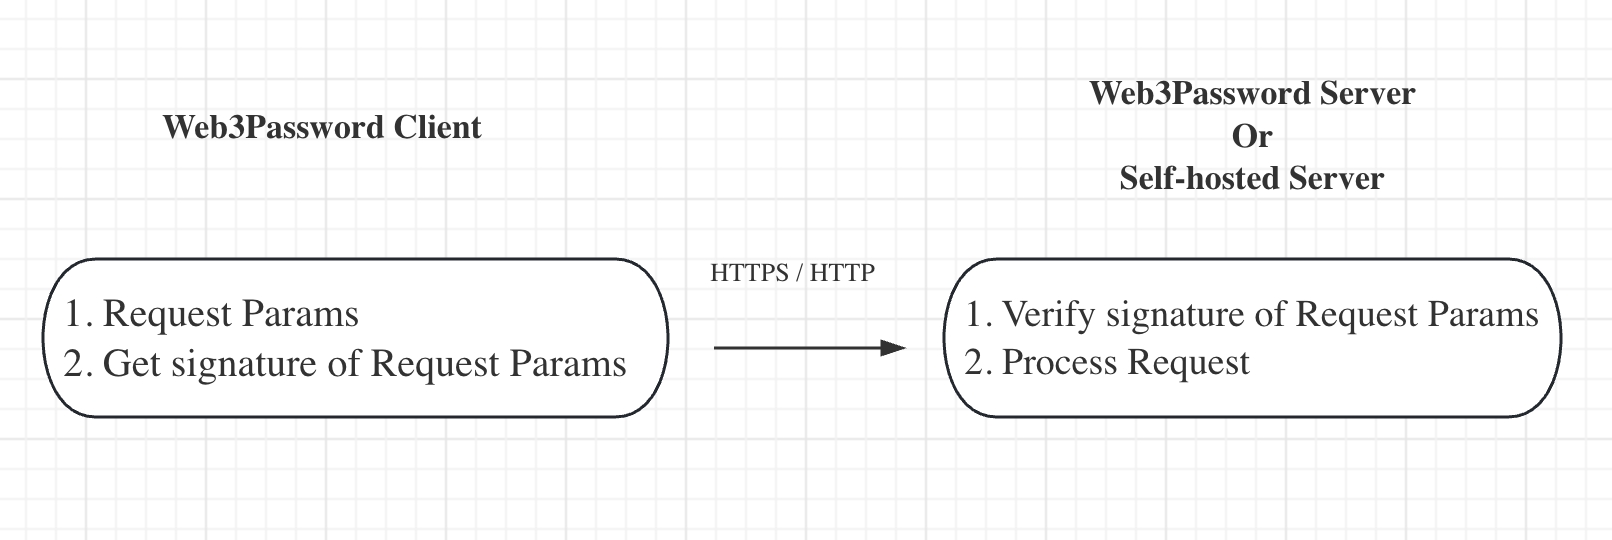 Web3Password Client
Web3Password Server
Or
Self-hosted Server
1. Request Params
2. Get signature of Request Params
HTTPS / HTTP
1. Verify signature of Request Params
2. Process Request